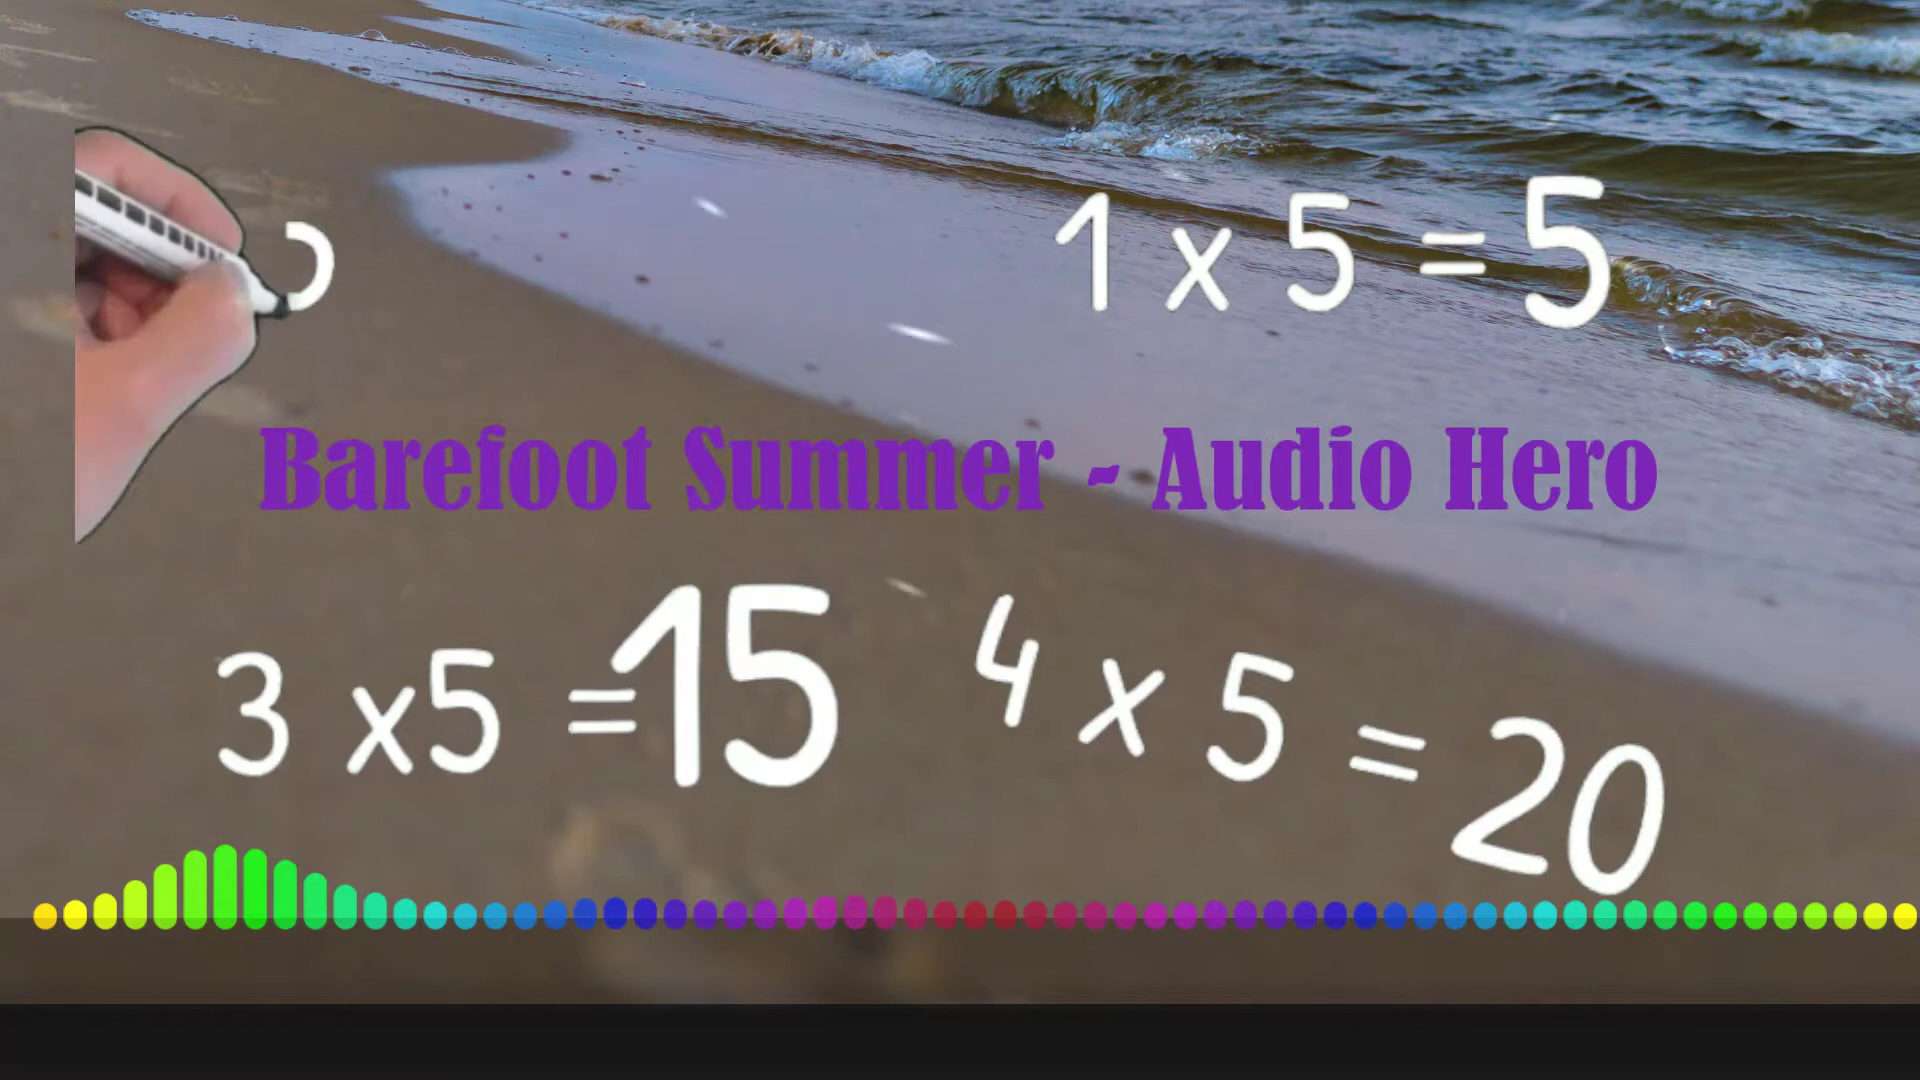 1 x 5 = 5
Barefoot Summer - Audio Hero
3 x5 =15
4 x 5 = 20